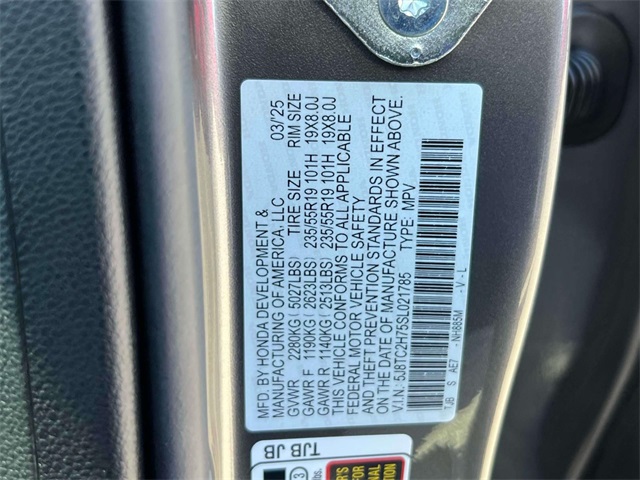 MFD. BY HONDA DEVELOPMENT &
MANUFACTURING OF AMERICA, LLC 03/'25
GVWR 2280KG(5027LBS) TIRE SIZE RIM SIZE
GAWR F 1190KG(2623LBS) 235/55R19 101H 19X8.0J
GAWR R 1140KG(2513LBS) 235/55R19 101H 19X8.0J
THIS VEHICLE CONFORMS TO ALL APPLICABLE
FEDERAL MOTOR VEHICLE SAFETY
AND THEFT PREVENTION STANDARDS IN EFFECT
ON THE DATE OF MANUFACTURE SHOWN ABOVE.
V.I.N.: 5J8TC2H75SL021785 TYPE: MPV
TJB S AE7 - NH885M - V - L
TJB JB